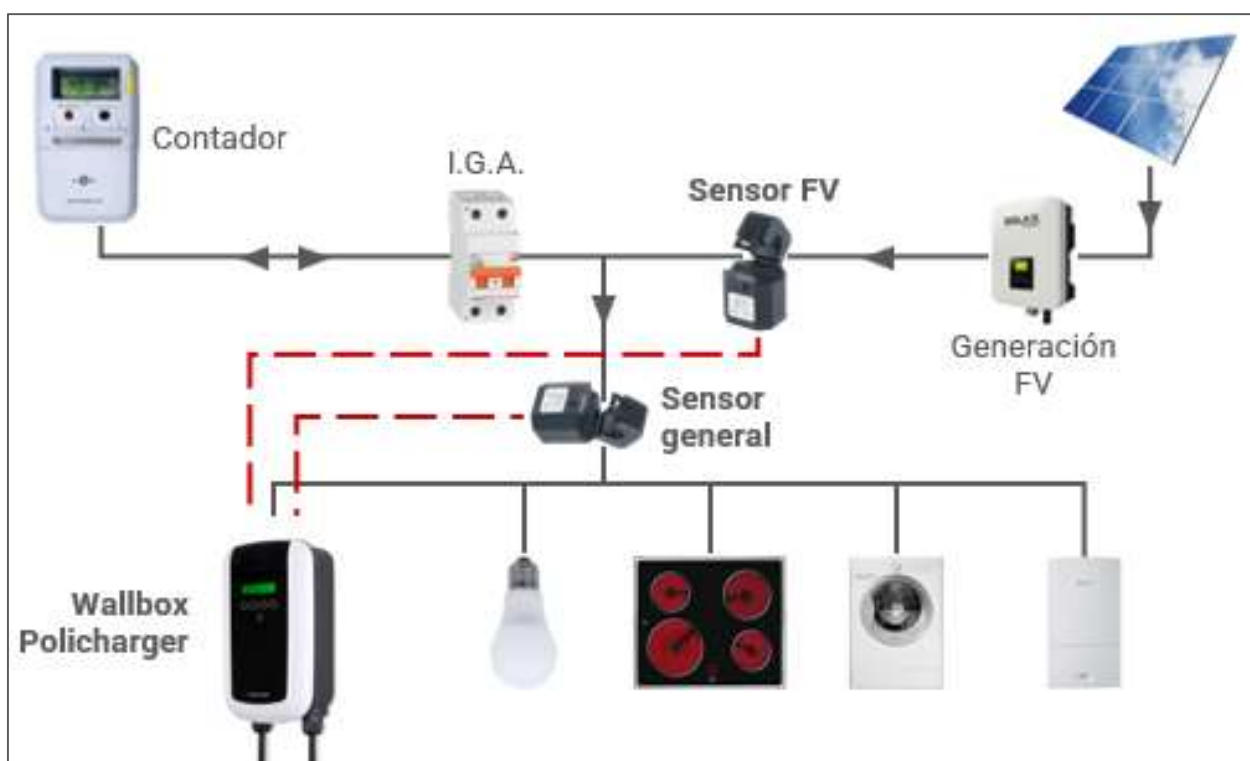 Contador
I.G.A.
Sensor FV
Generación
FV
Sensor
general
Wallbox
Policharger